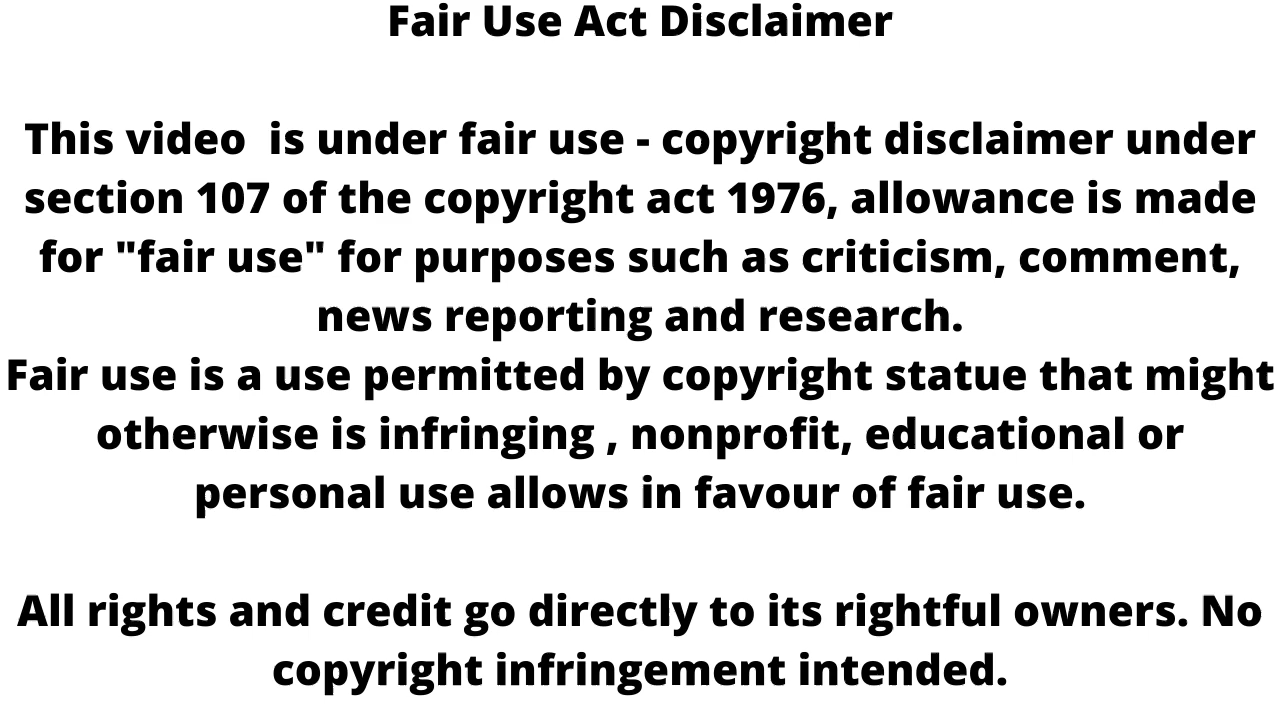 Fair Use Act Disclaimer
This video  is under fair use - copyright disclaimer under
section 107 of the copyright act 1976, allowance is made
for "fair use" for purposes such as criticism, comment,
news reporting and research.
Fair use is a use permitted by copyright statue that might
otherwise is infringing , nonprofit, educational or
personal use allows in favour of fair use.
All rights and credit go directly to its rightful owners. No
copyright infringement intended.